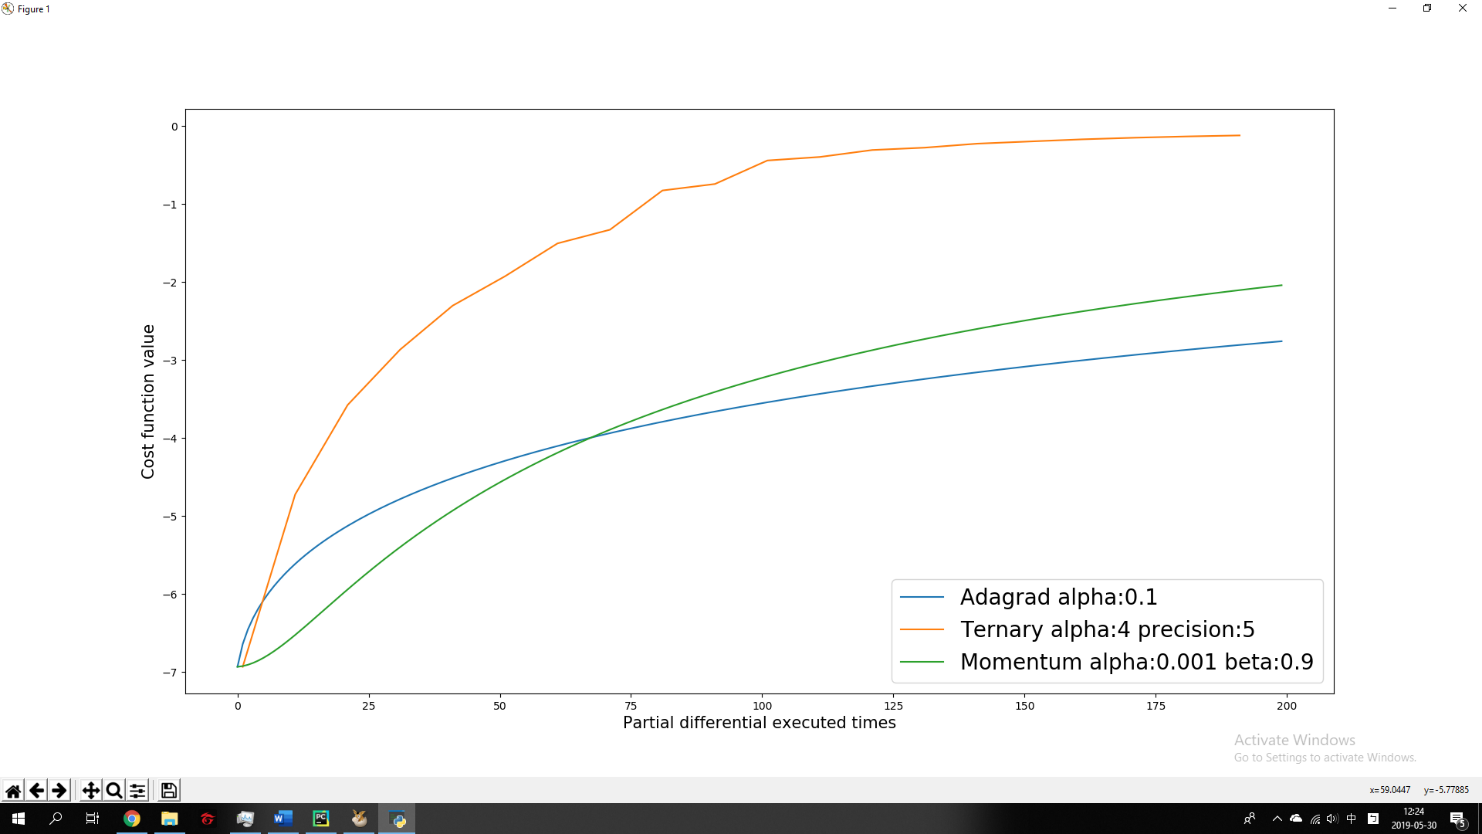 Figure 1
0
−1
−2
−3
−4
−5
−6
−7
Cost function value
Adagrad alpha:0.1
Ternary alpha:4 precision:5
Momentum alpha:0.001 beta:0.9
0 25 50 75 100 125 150 175 200
Partial differential executed times
Activate Windows
Go to Settings to activate Windows.
x=59.0447 y=-5.77885
W PC 中 12:24
2019-05-30 5